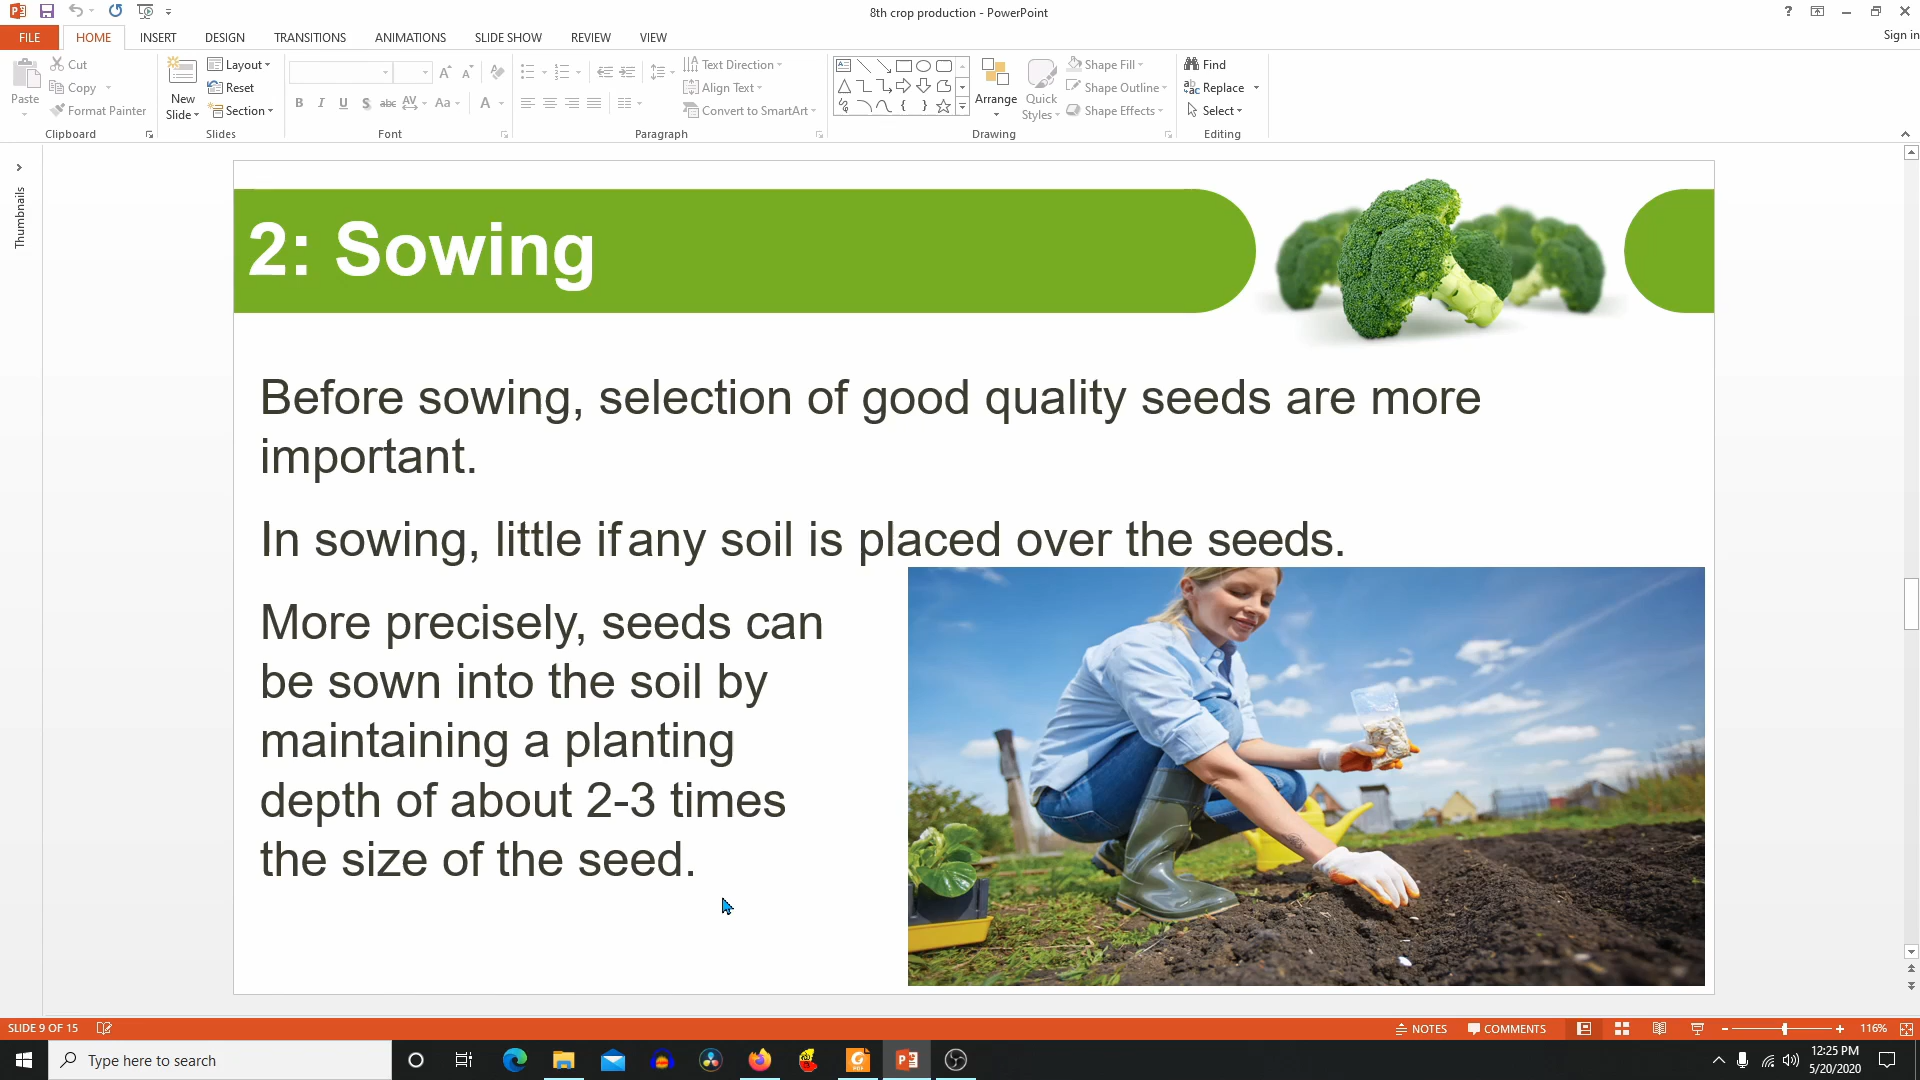 8th crop production - PowerPoint
? 
Sign in
FILE HOME INSERT DESIGN TRANSITIONS ANIMATIONS SLIDE SHOW REVIEW VIEW
Paste
Cut
Copy
Format Painter
Clipboard
New
Slide
Layout
Reset
Section
Slides
B I U S abc AV Aa A
Font
Text Direction
Align Text
Convert to SmartArt
Paragraph
Arrange
Quick
Styles
Shape Fill
Shape Outline
Shape Effects
Drawing
Find
Replace
Select
Editing
Thumbnails
2: Sowing
Before sowing, selection of good quality seeds are more
important.
In sowing, little if any soil is placed over the seeds.
More precisely, seeds can
be sown into the soil by
maintaining a planting
depth of about 2-3 times
the size of the seed.
SLIDE 9 OF 15
NOTES COMMENTS 116%
Type here to search
12:25 PM
5/20/2020